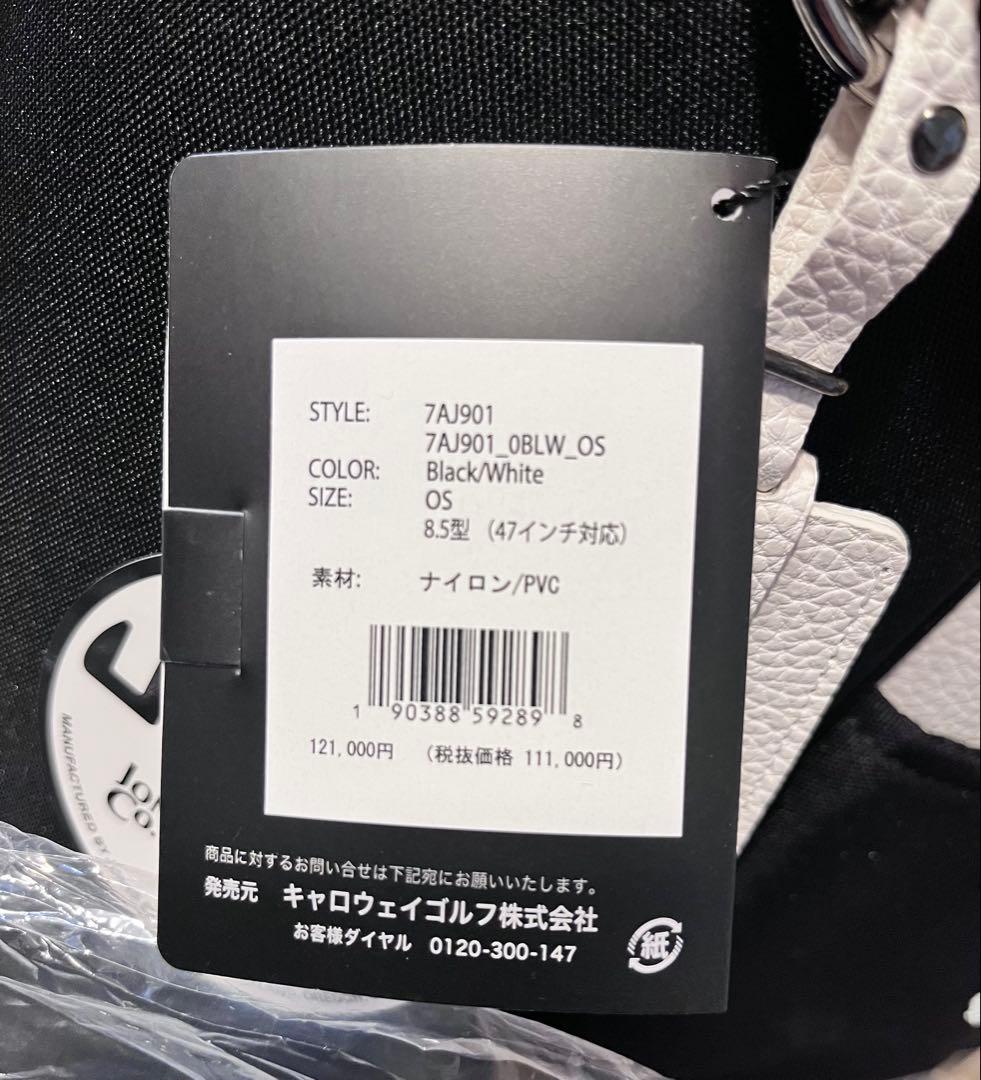 STYLE: 7AJ901
7AJ901_0BLW_OS
COLOR: Black/White
SIZE: OS
8.5型 （47インチ対応）
素材: ナイロン/PVC
1 90388 59289 8
121,000円 （税抜価格 111,000円）
商品に対するお問い合せは下記宛にお願いいたします。
発売元 キャロウェイゴルフ株式会社
お客様ダイヤル 0120-300-147
紙
MANUFACTURED BY
Co.